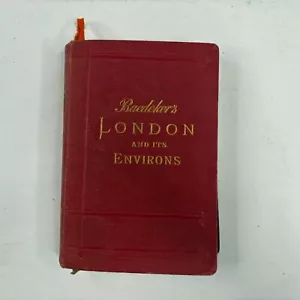 Baedeker's
LONDON
AND ITS
ENVIRONS